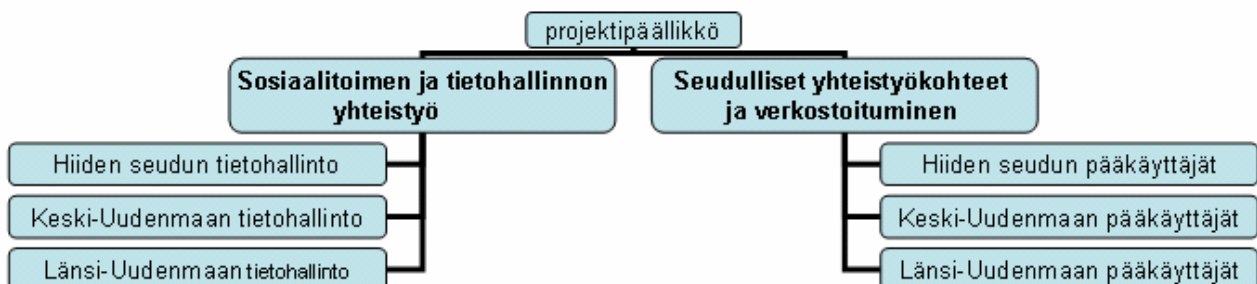 projektipäällikkö
Sosiaalitoimen ja tietohallinnon
yhteistyö
Seudulliset yhteistyökohteet
ja verkostoituminen
Hiiden seudun tietohallinto
Keski-Uudenmaan tietohallinto
Länsi-Uudenmaan tietohallinto
Hiiden seudun pääkäyttäjät
Keski-Uudenmaan pääkäyttäjät
Länsi-Uudenmaan pääkäyttäjät